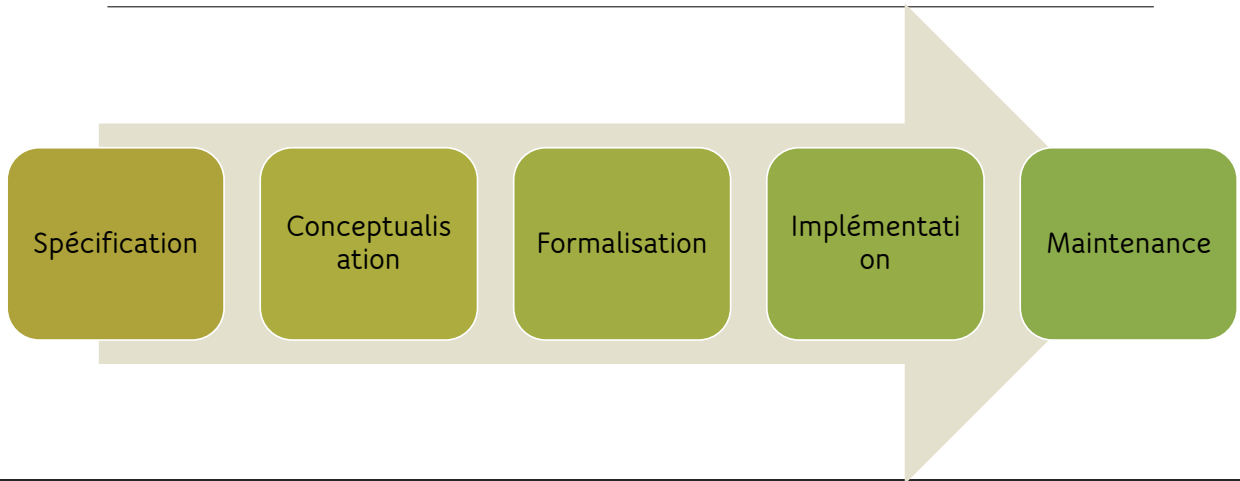 Spécification
Conceptualis
ation
Formalisation
Implémentati
on
Maintenance